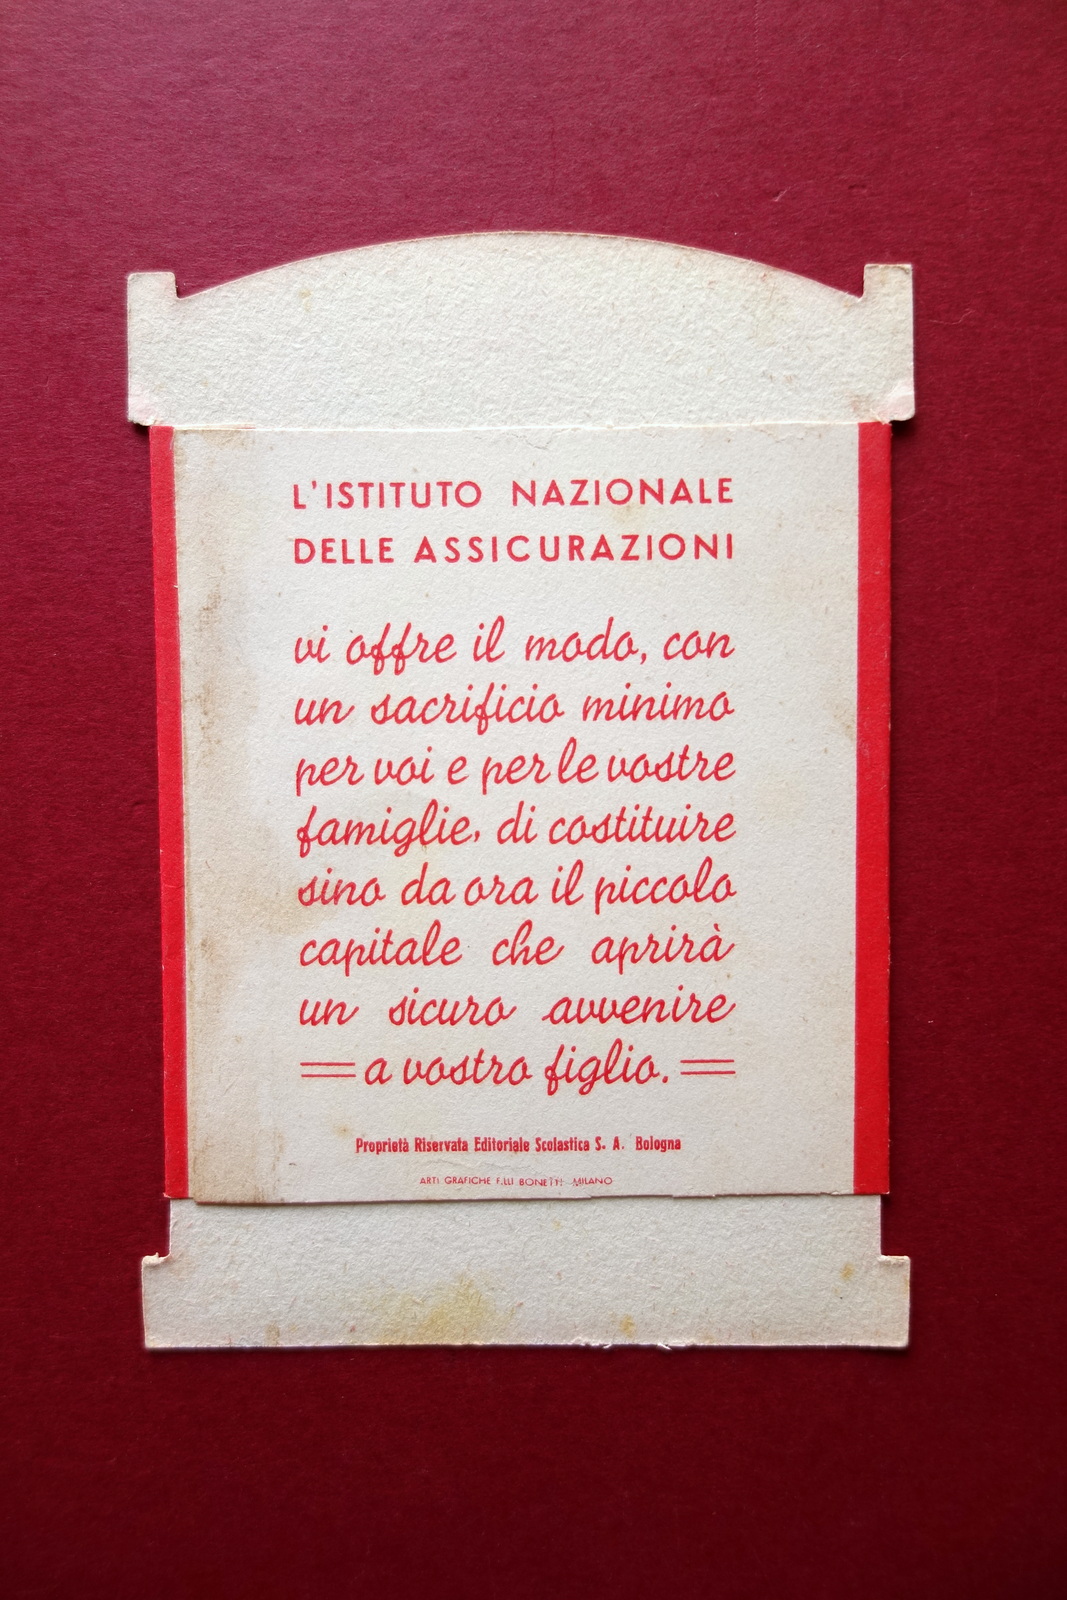 L'ISTITUTO NAZIONALE
DELLE ASSICURAZIONI
vi offre il modo, con
un sacrificio minimo
per voi e per le vostre
famiglie, di costituire
sino da ora il piccolo
capitale che aprirà
un sicuro avvenire
a vostro figlio.
Proprietà Riservata Editoriale Scolastica S. A. Bologna
ARTI GRAFICHE F.LLI BONETTI - MILANO